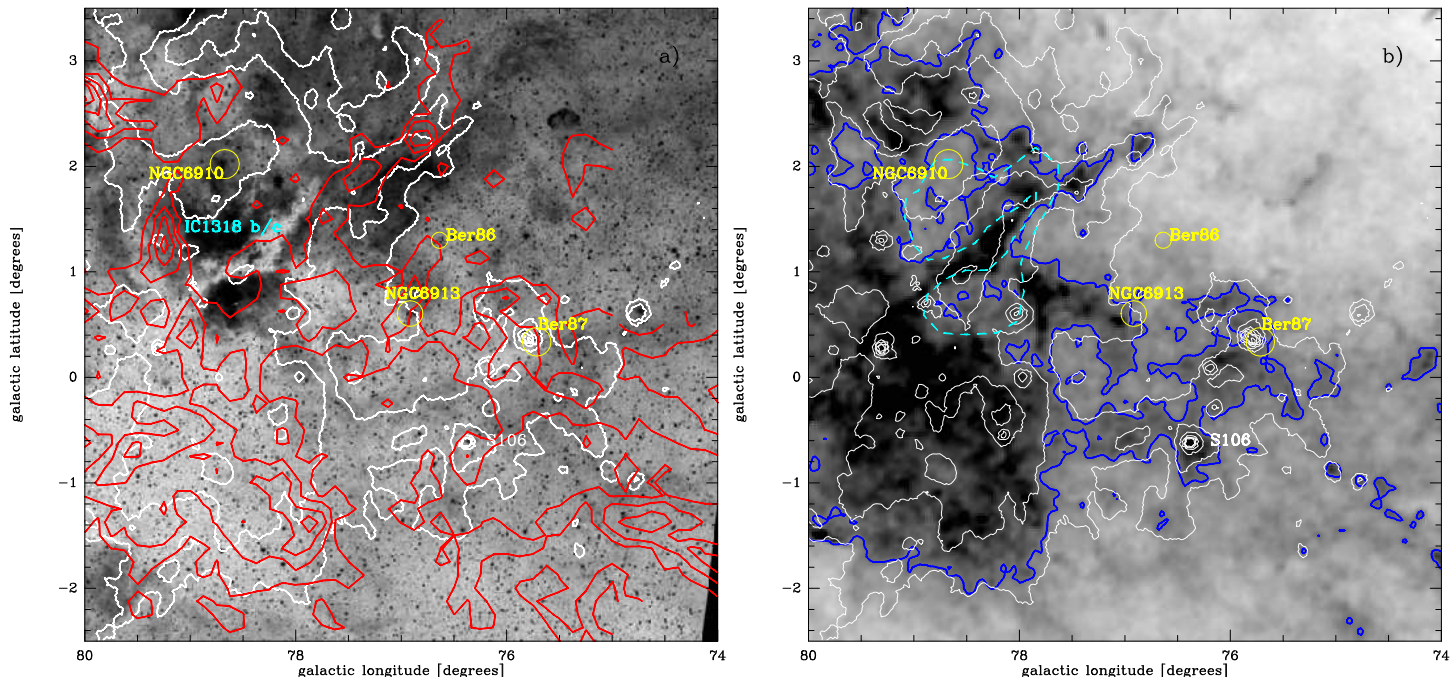 a)
NGC6910
IC1318 b/c
Ber86
NGC6913
Ber87
S106
3
2
1
0
−1
−2
80
78
76
74
galactic longitude [degrees]
galactic latitude [degrees]
b)
NGC6910
Ber86
NGC6913
Ber87
S106
3
2
1
0
−1
−2
80
78
76
74
galactic longitude [degrees]
galactic latitude [degrees]